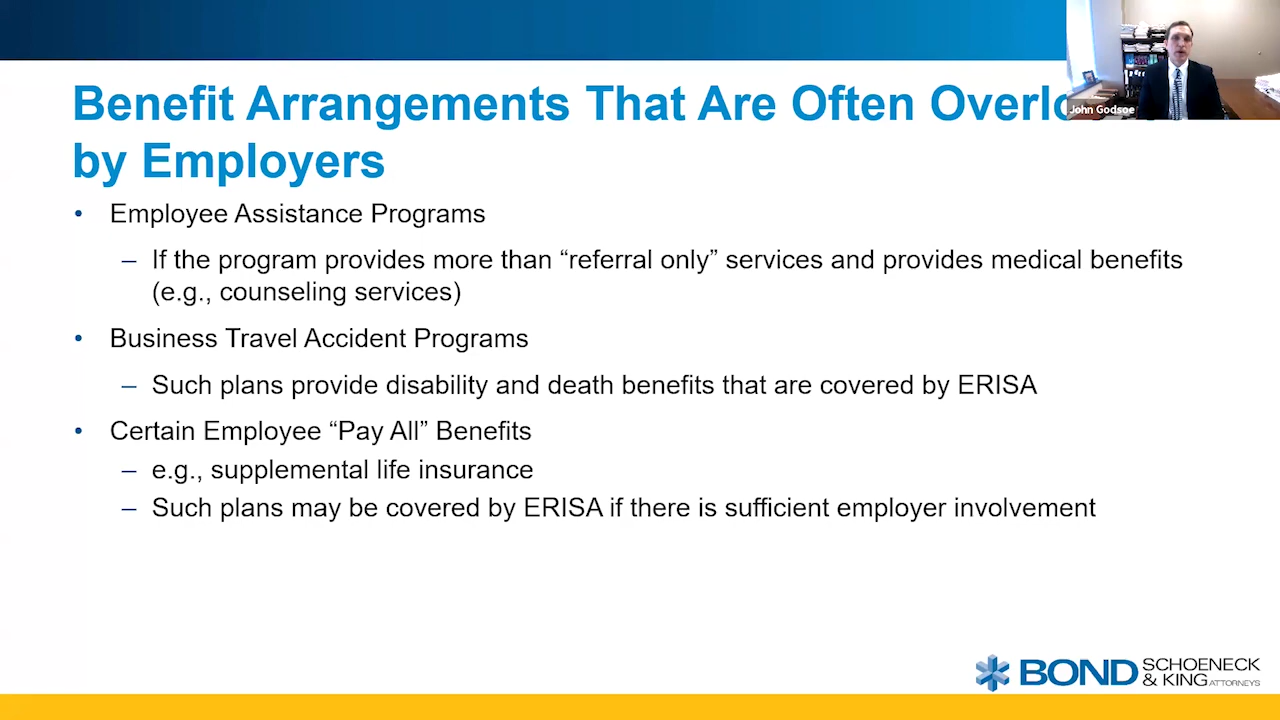 Benefit Arrangements That Are Often
by Employers
• Employee Assistance Programs
– If the program provides more than “referral only” services and provides medical benefits
(e.g., counseling services)
• Business Travel Accident Programs
– Such plans provide disability and death benefits that are covered by ERISA
• Certain Employee “Pay All” Benefits
– e.g., supplemental life insurance
– Such plans may be covered by ERISA if there is sufficient employer involvement
John Godsoe
BOND SCHOENECK
& KING ATTORNEYS